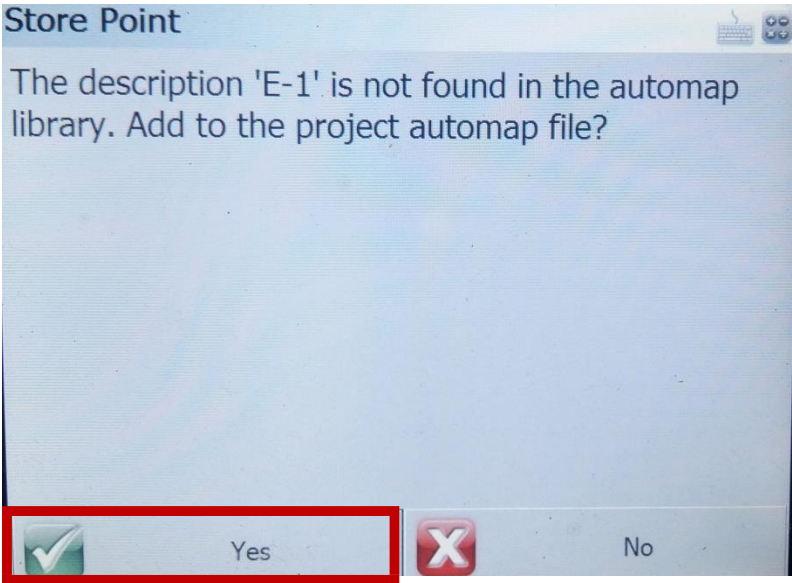 Store Point
The description 'E-1' is not found in the automap
library. Add to the project automap file?
Yes
No